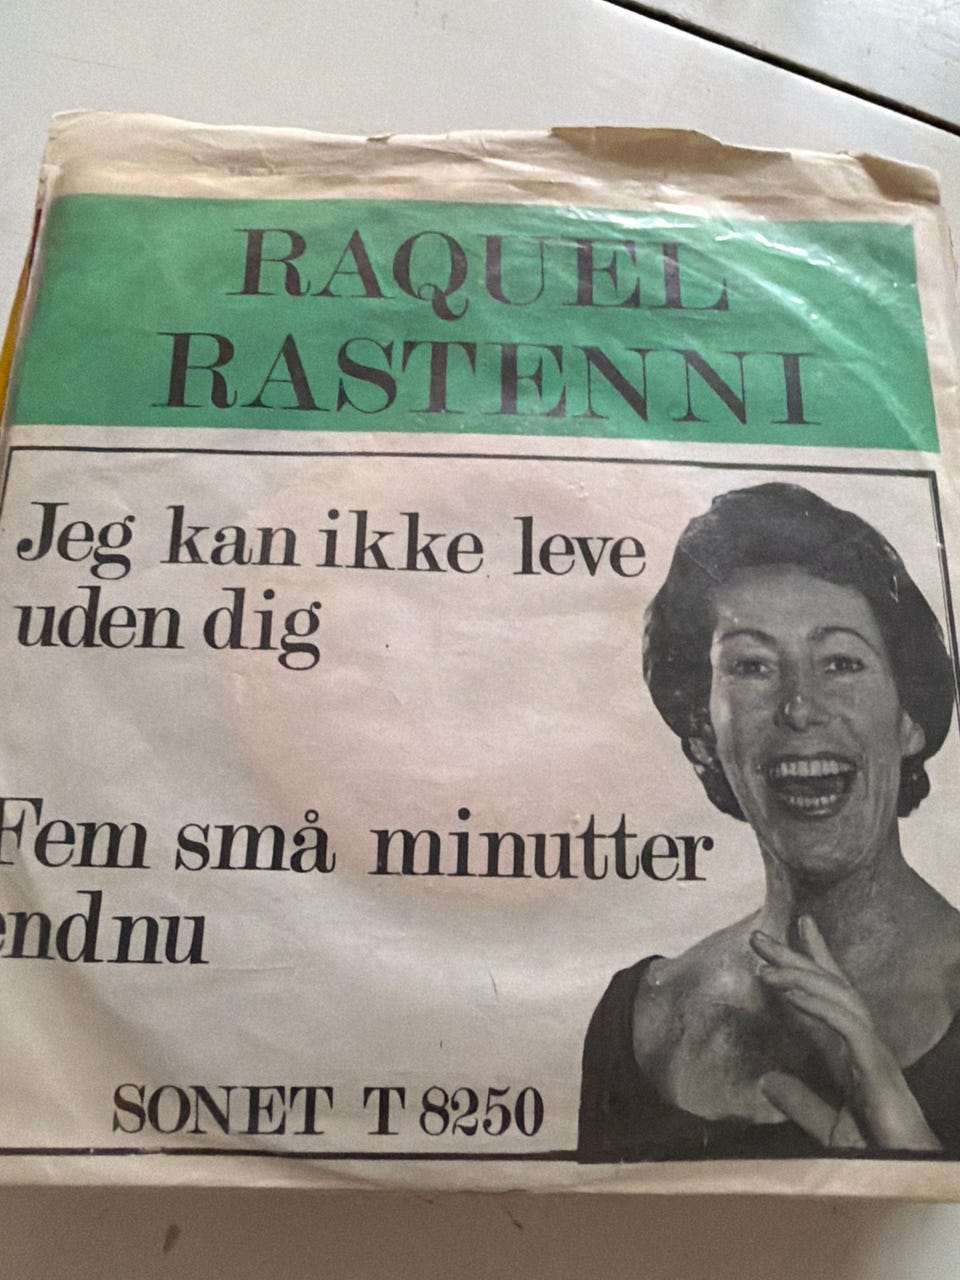 RAQUEL
RASTENNI
Jeg kan ikke leve
uden dig
Fem små minutter
endnu
SONET T 8250